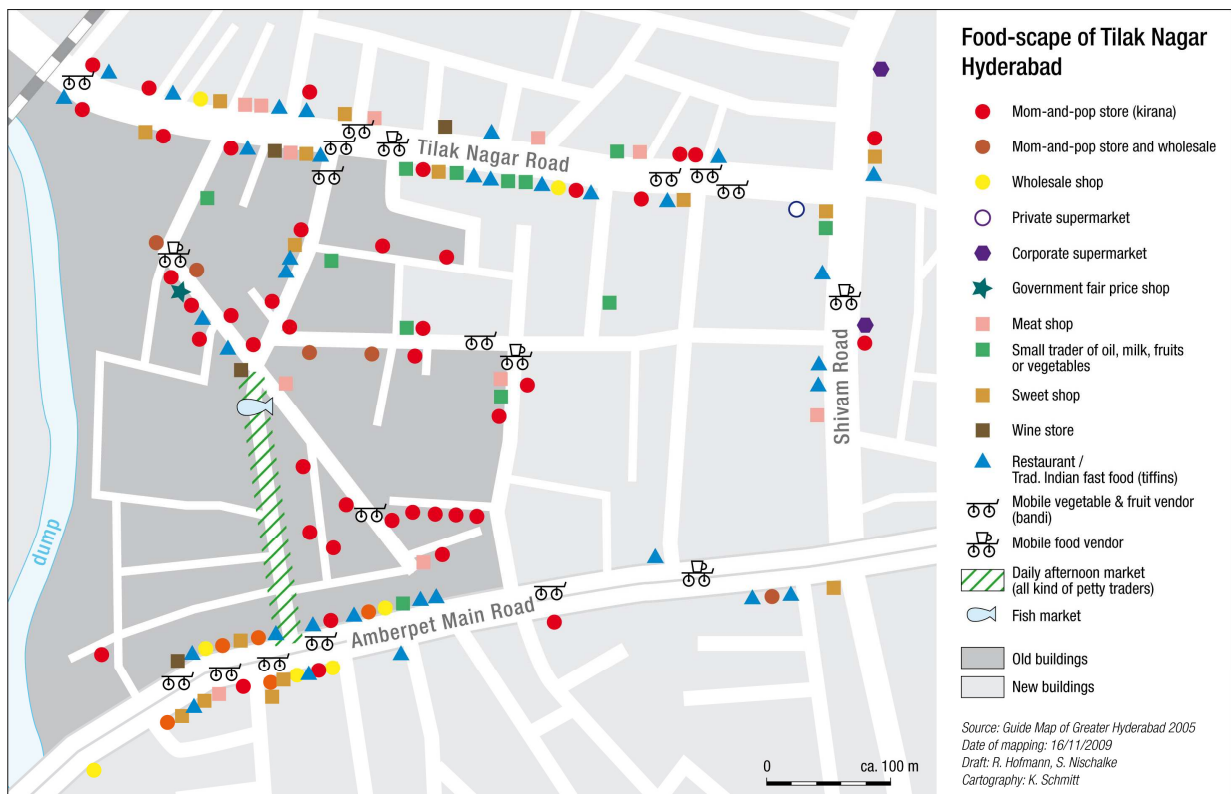 Food-scape of Tilak Nagar
Hyderabad
Mom-and-pop store (kirana)
Mom-and-pop store and wholesale
Wholesale shop
Private supermarket
Corporate supermarket
Government fair price shop
Meat shop
Small trader of oil, milk, fruits
or vegetables
Sweet shop
Wine store
Restaurant /
Trad. Indian fast food (tiffins)
Mobile vegetable & fruit vendor
(bandi)
Mobile food vendor
Daily afternoon market
(all kind of petty traders)
Fish market
Old buildings
New buildings
Source: Guide Map of Greater Hyderabad 2005
Date of mapping: 16/11/2009
Draft: R. Hofmann, S. Nischalke
Cartography: K. Schmitt
Tilak Nagar Road
Shivam Road
dump
Amberpet Main Road
0 ca. 100 m